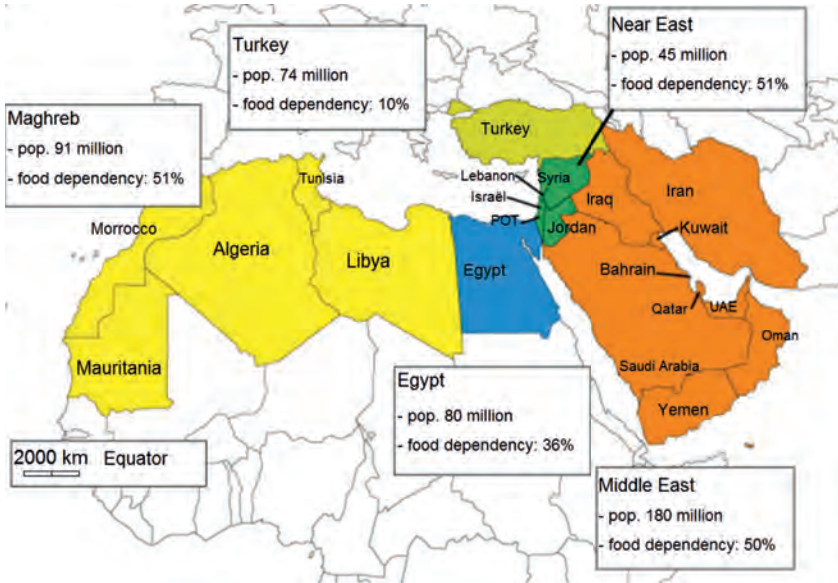 Turkey
- pop. 74 million
- food dependency: 10%
Near East
- pop. 45 million
- food dependency: 51%
Maghreb
- pop. 91 million
- food dependency: 51%
Turkey
Tunisia
Lebanon
Syria
Israël
Iraq
Iran
POT
Jordan
Kuwait
Morrocco
Algeria
Libya
Egypt
Bahrain
Qatar
UAE
Oman
Mauritania
Saudi Arabia
Yemen
Egypt
- pop. 80 million
- food dependency: 36%
2000 km Equator
Middle East
- pop. 180 million
- food dependency: 50%